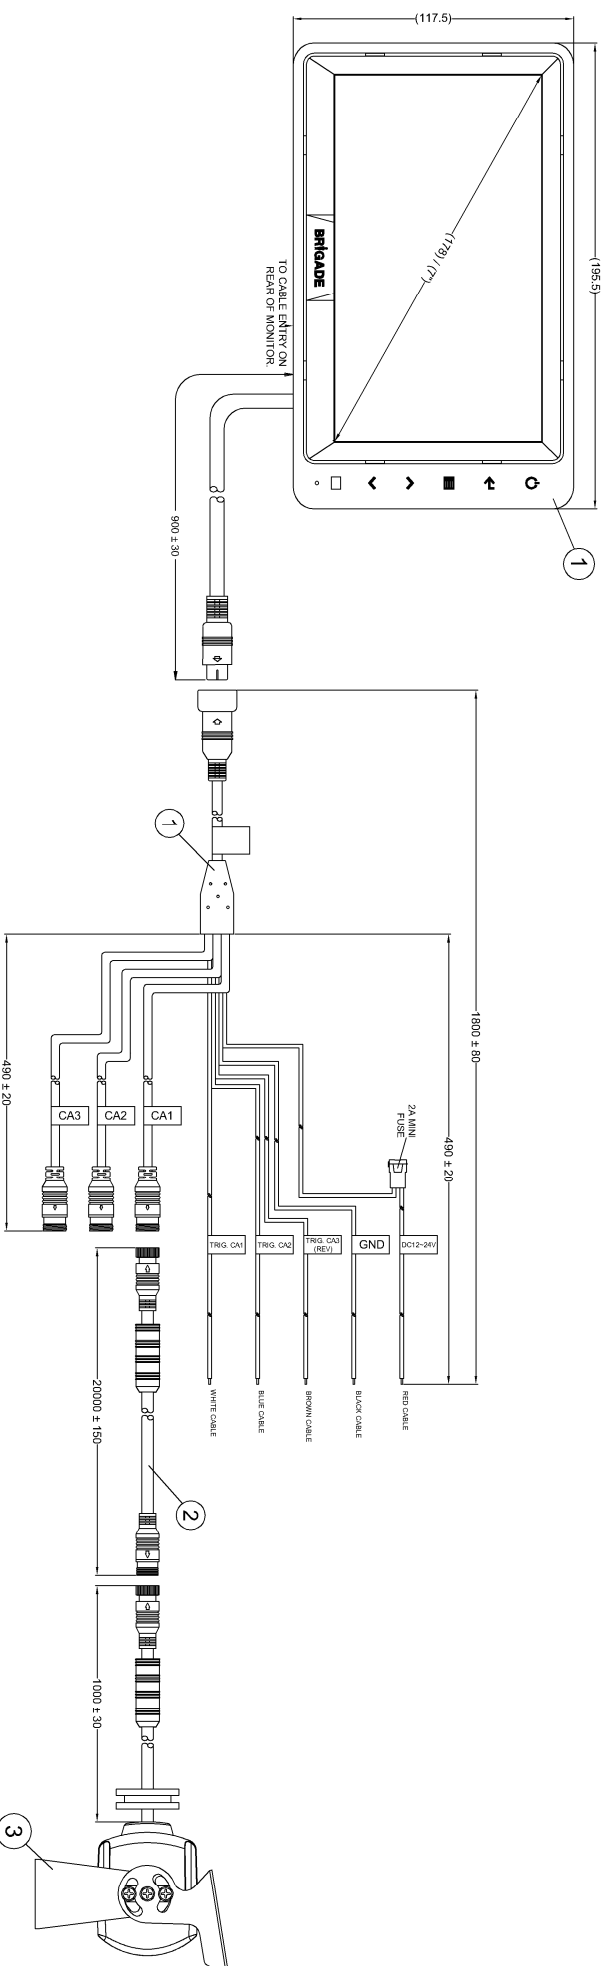 (117.5)
(195.5)
(178) / (7")
BRIGADE
TO CABLE ENTRY ON
REAR OF MONITOR.
1
900 ± 30
1
1800 ± 80
490 ± 20
490 ± 20
2A MINI
FUSE
CA1
CA2
CA3
DC12~24V
GND
TRIG. CA3
(REV)
TRIG. CA2
TRIG. CA1
RED CABLE
BLACK CABLE
BROWN CABLE
BLUE CABLE
WHITE CABLE
20000 ± 150
2
1000 ± 30
3